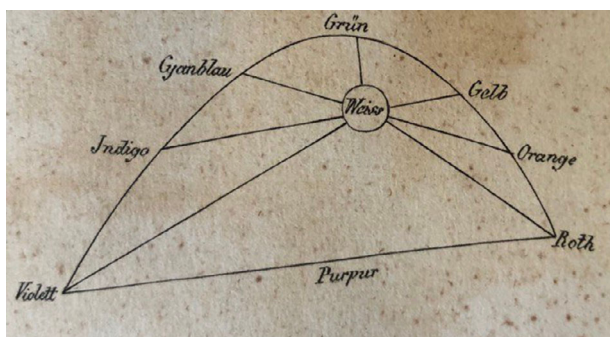 Grün
Cyanblau
Gelb
Weiss
Indigo
Orange
Roth
Purpur
Violett